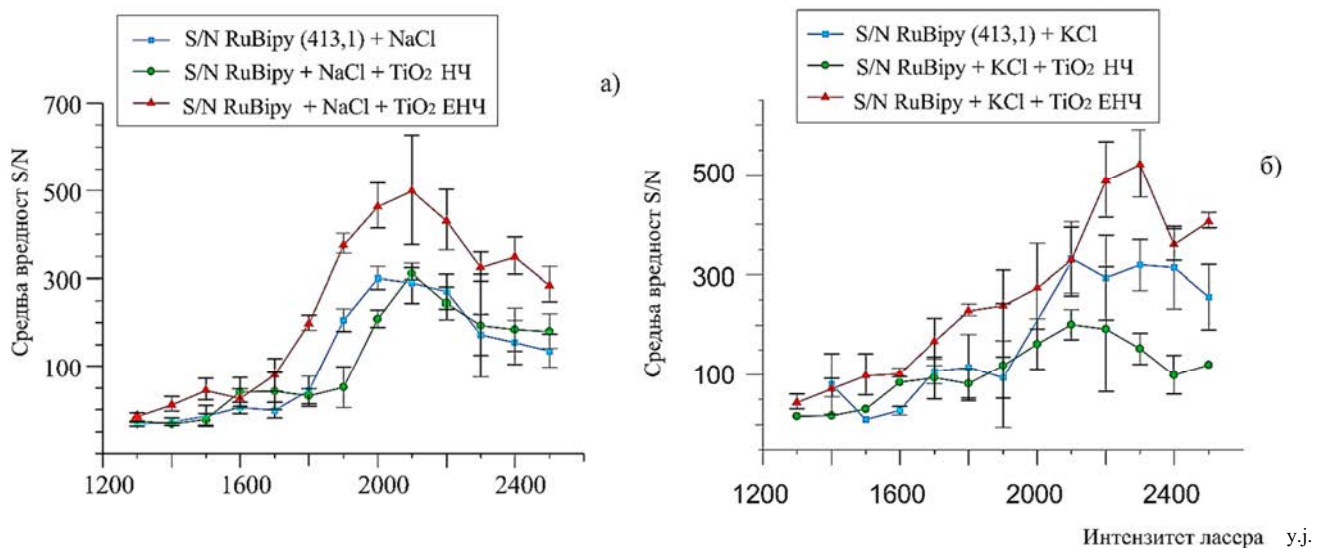 S/N RuBipy (413,1) + NaCl
S/N RuBipy + NaCl + TiO2 НЧ
S/N RuBipy + NaCl + TiO2 ЕНЧ
а)
Средња вредност S/N
700
500
300
100
1200 1600 2000 2400
S/N RuBipy (413,1) + KCl
S/N RuBipy + KCl + TiO2 НЧ
S/N RuBipy + KCl + TiO2 ЕНЧ
б)
Средња вредност S/N
500
300
100
1200 1600 2000 2400
Интензитет ласера y.j.